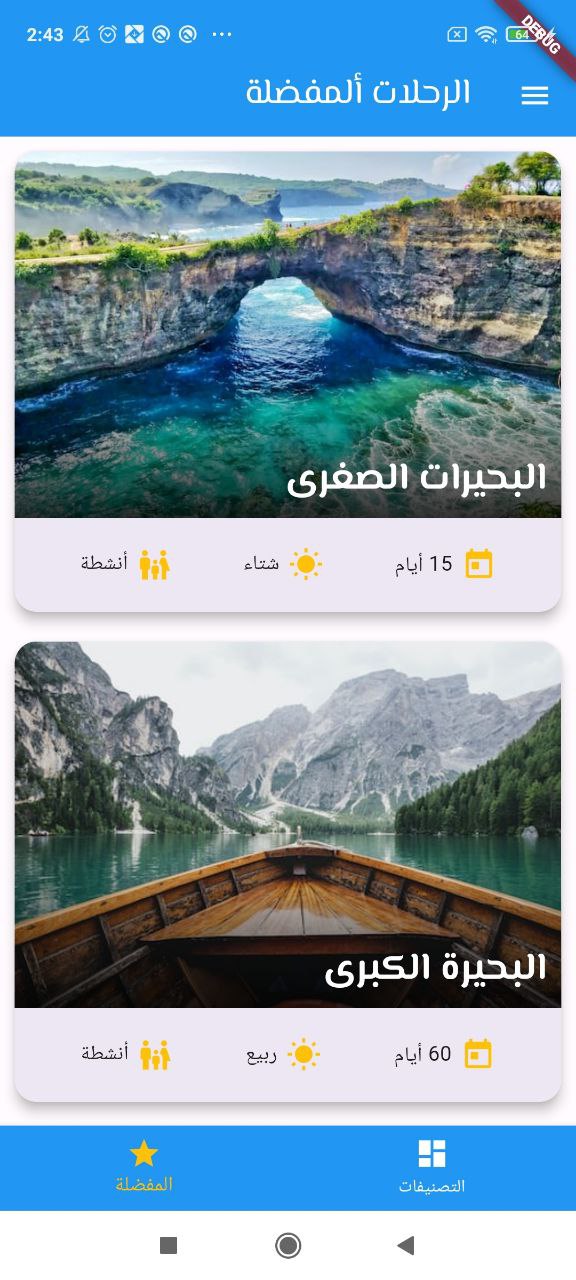 2:43
64
DEBUG
الرحلات ألمفضلة
البحيرات الصغرى
15 أيام
شتاء
أنشطة
البحيرة الكبرى
60 أيام
ربيع
أنشطة
التصنيفات
المفضلة